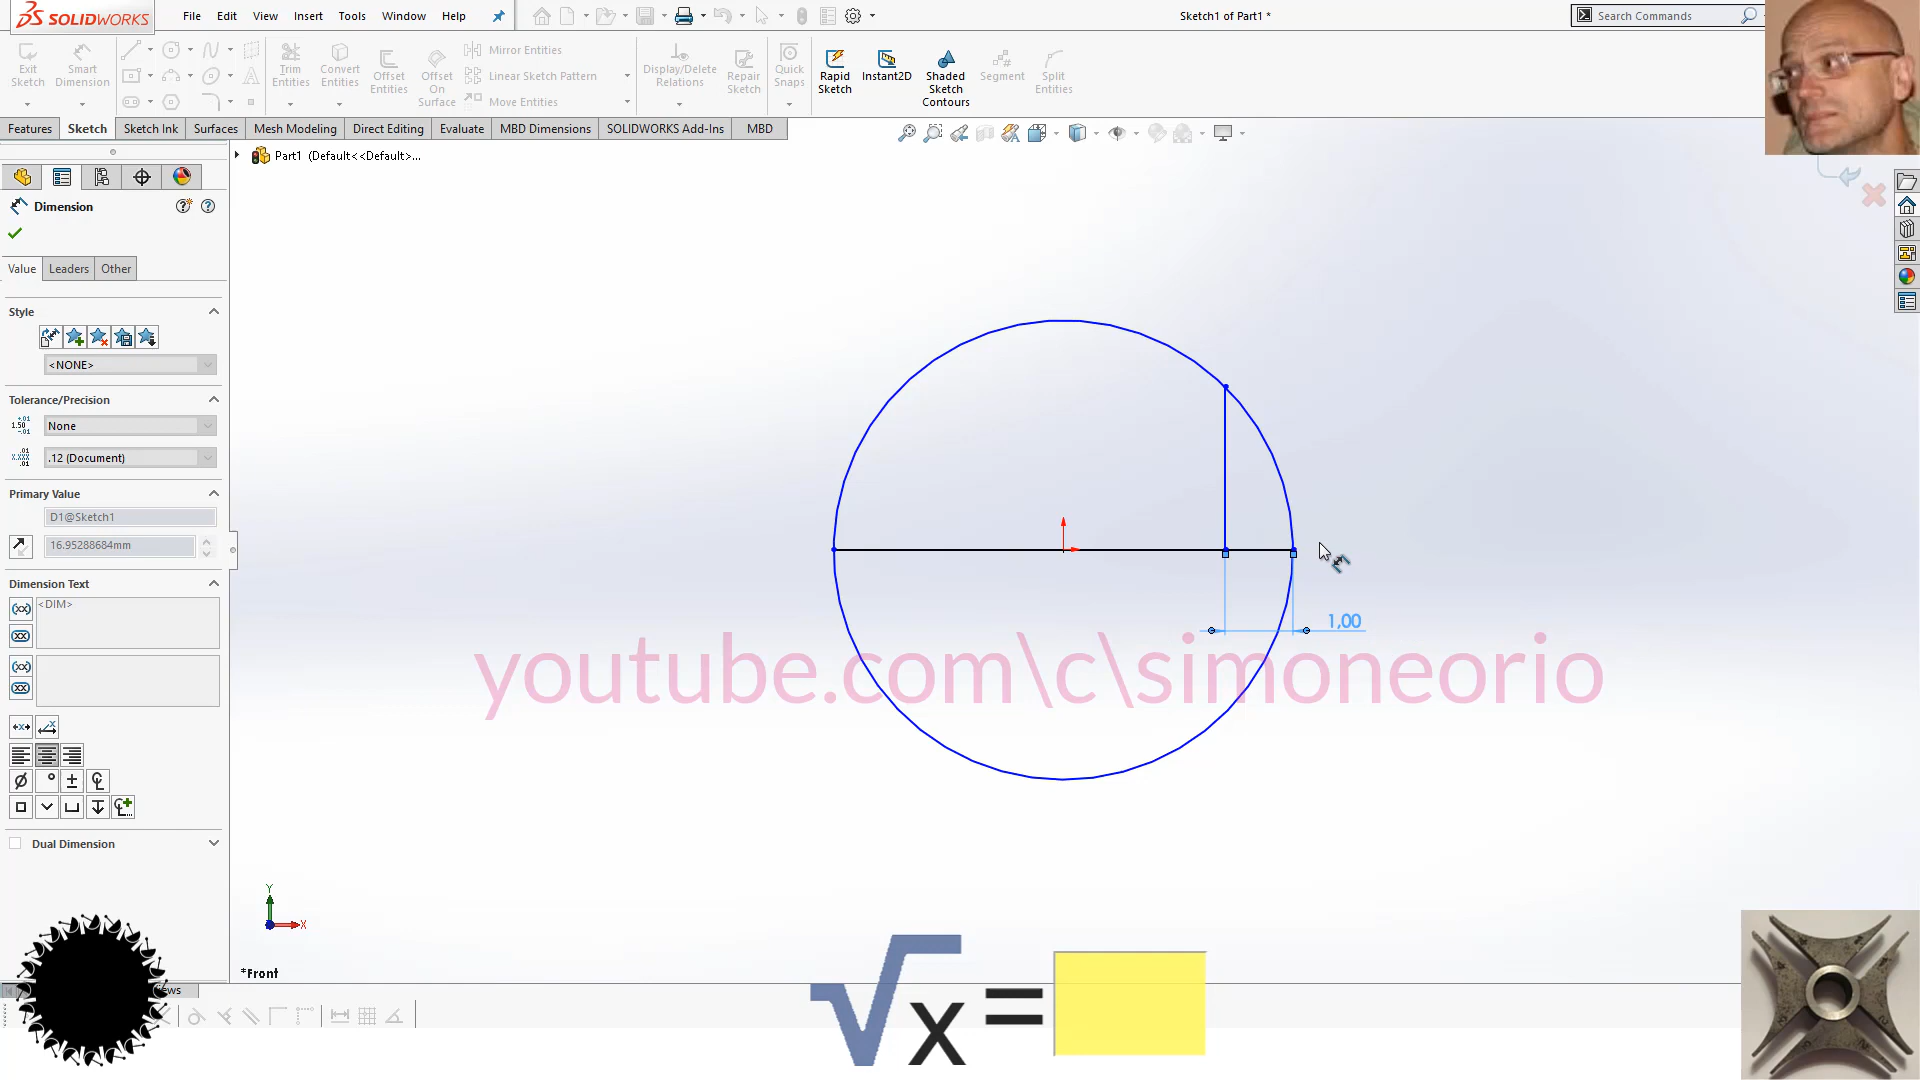 SOLIDWORKS
File Edit View Insert Tools Window Help
Sketch1 of Part1 *
Search Commands
Exit Sketch
Smart Dimension
Trim Entities
Convert Entities
Offset Entities
Offset On Surface
Mirror Entities
Linear Sketch Pattern
Move Entities
Display/Delete Relations
Repair Sketch
Quick Snaps
Rapid Sketch
Instant2D
Shaded Sketch Contours
Segment
Split Entities
Features Sketch Sketch Ink Surfaces Mesh Modeling Direct Editing Evaluate MBD Dimensions SOLIDWORKS Add-Ins MBD
Part1 (Default<<Default>...
Dimension
Value Leaders Other
Style
<NONE>
Tolerance/Precision
None
.12 (Document)
Primary Value
D1@Sketch1
16.95288684mm
Dimension Text
<DIM>
Dual Dimension
1,00
youtube.com\c\simoneorio
Y
X
*Front
√x=